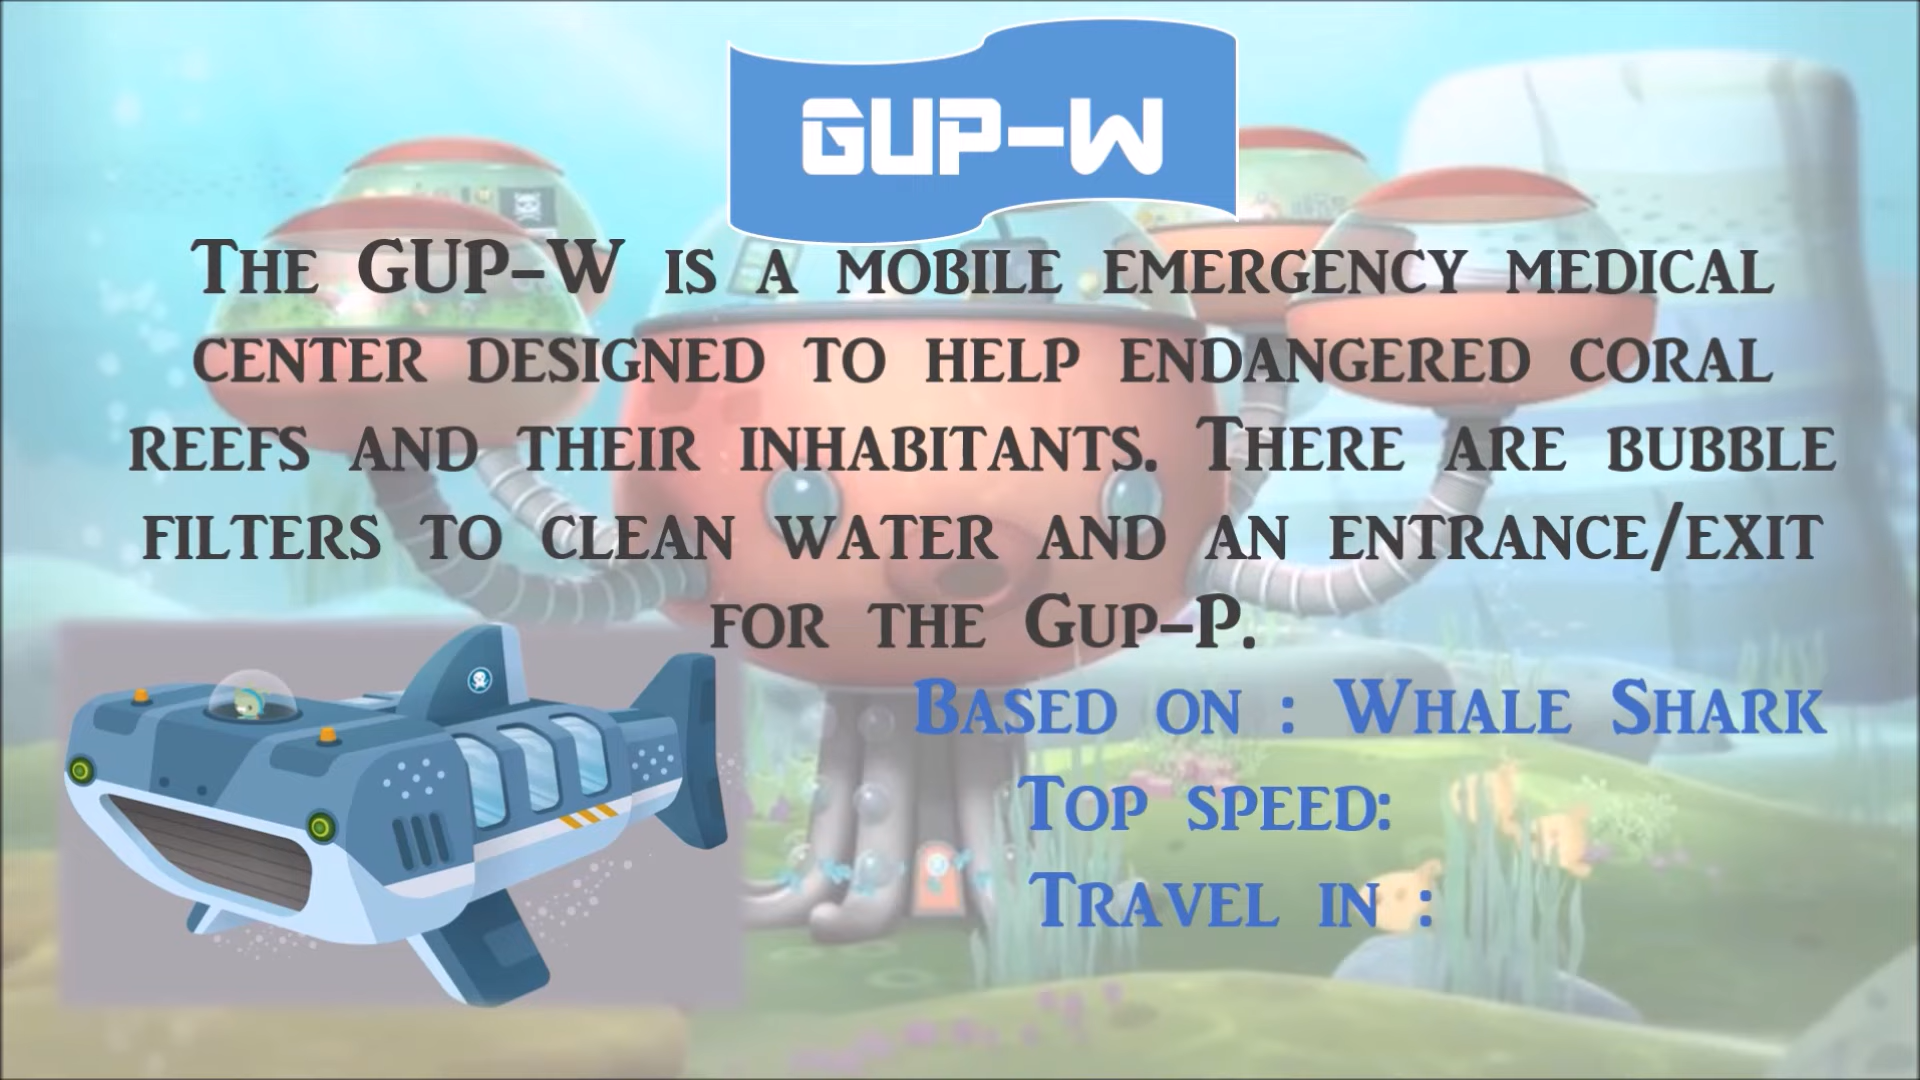 GUP-W
The GUP-W is a mobile emergency medical
center designed to help endangered coral
reefs and their inhabitants. There are bubble
filters to clean water and an entrance/exit
for the Gup-P.
Based on : Whale Shark
Top speed:
Travel in :